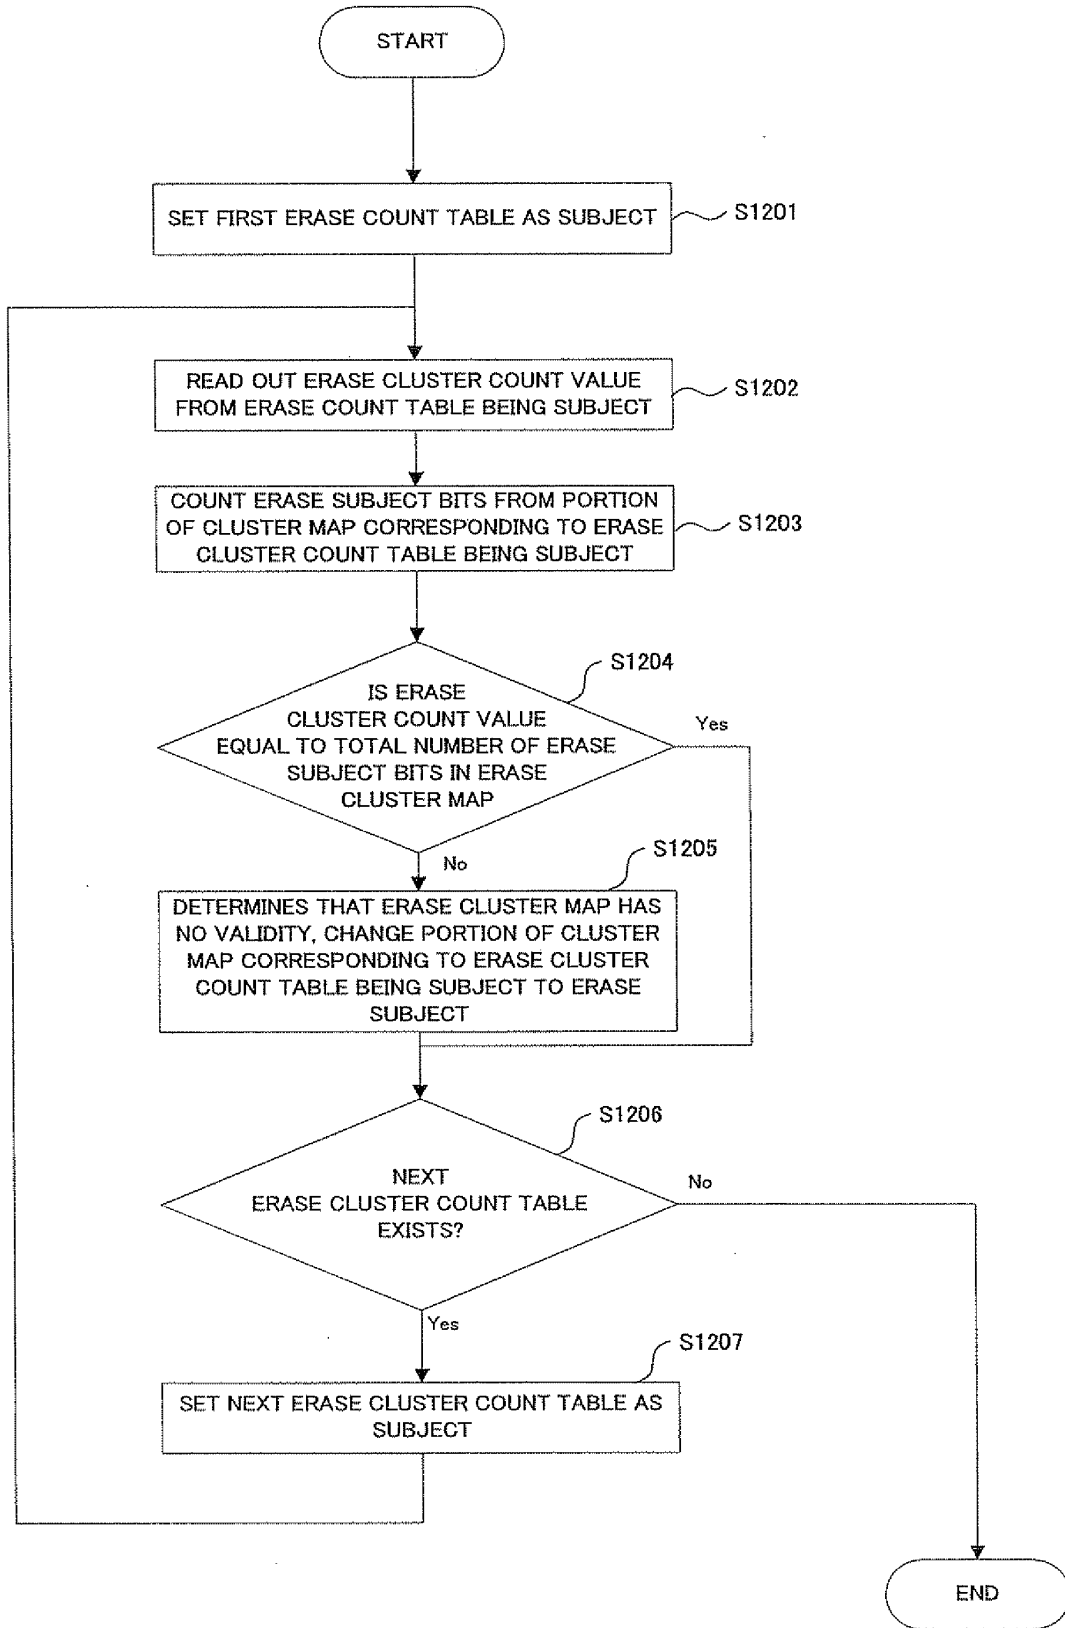 START
SET FIRST ERASE COUNT TABLE AS SUBJECT
S1201
READ OUT ERASE CLUSTER COUNT VALUE
FROM ERASE COUNT TABLE BEING SUBJECT
S1202
COUNT ERASE SUBJECT BITS FROM PORTION
OF CLUSTER MAP CORRESPONDING TO ERASE
CLUSTER COUNT TABLE BEING SUBJECT
S1203
S1204
IS ERASE
CLUSTER COUNT VALUE
EQUAL TO TOTAL NUMBER OF ERASE
SUBJECT BITS IN ERASE
CLUSTER MAP
Yes
No
S1205
DETERMINES THAT ERASE CLUSTER MAP HAS
NO VALIDITY, CHANGE PORTION OF CLUSTER
MAP CORRESPONDING TO ERASE CLUSTER
COUNT TABLE BEING SUBJECT TO ERASE
SUBJECT
S1206
NEXT
ERASE CLUSTER COUNT TABLE
EXISTS?
No
Yes
S1207
SET NEXT ERASE CLUSTER COUNT TABLE AS
SUBJECT
END